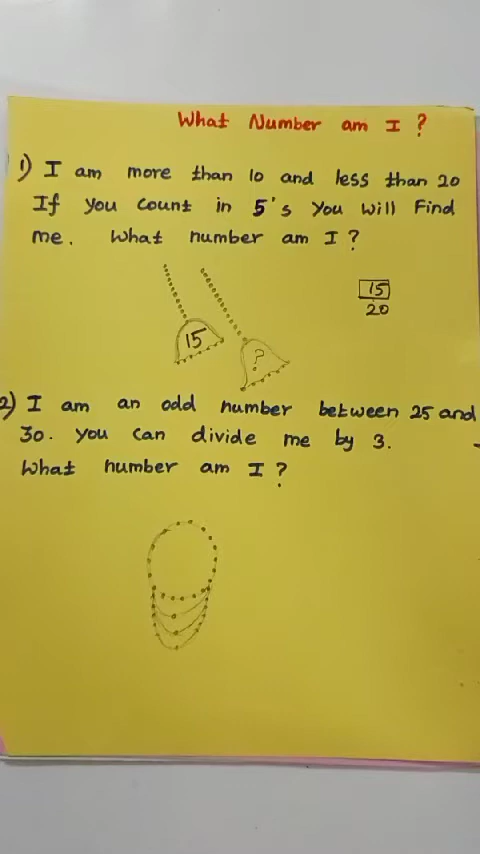 What Number am I ?
1) I am more than 10 and less than 20
If you count in 5's you will find
me. What number am I ?
15
20
15
?
2) I am an odd number between 25 and
30. you can divide me by 3.
What number am I ?